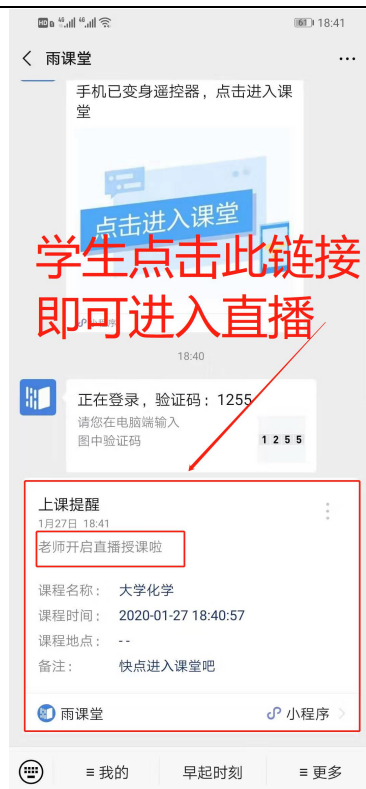 HD B 4G 4G 61 18:41
雨课堂
手机已变身遥控器，点击进入课
堂
点击进入课堂
学生点击此链接
即可进入直播
小程序
18:40
正在登录，验证码：1255
请您在电脑端输入
图中验证码
1 2 5 5
上课提醒
1月27日 18:41
老师开启直播授课啦
课程名称： 大学化学
课程时间： 2020-01-27 18:40:57
课程地点： --
备注： 快点进入课堂吧
雨课堂 小程序
≡ 我的 早起时刻 ≡ 更多